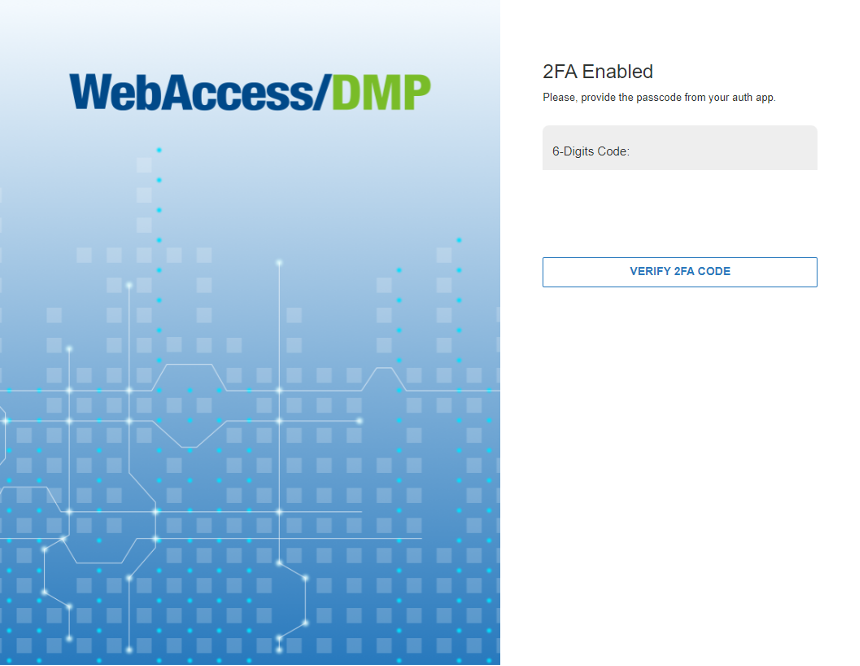 WebAccess/DMP
2FA Enabled
Please, provide the passcode from your auth app.
6-Digits Code:
VERIFY 2FA CODE